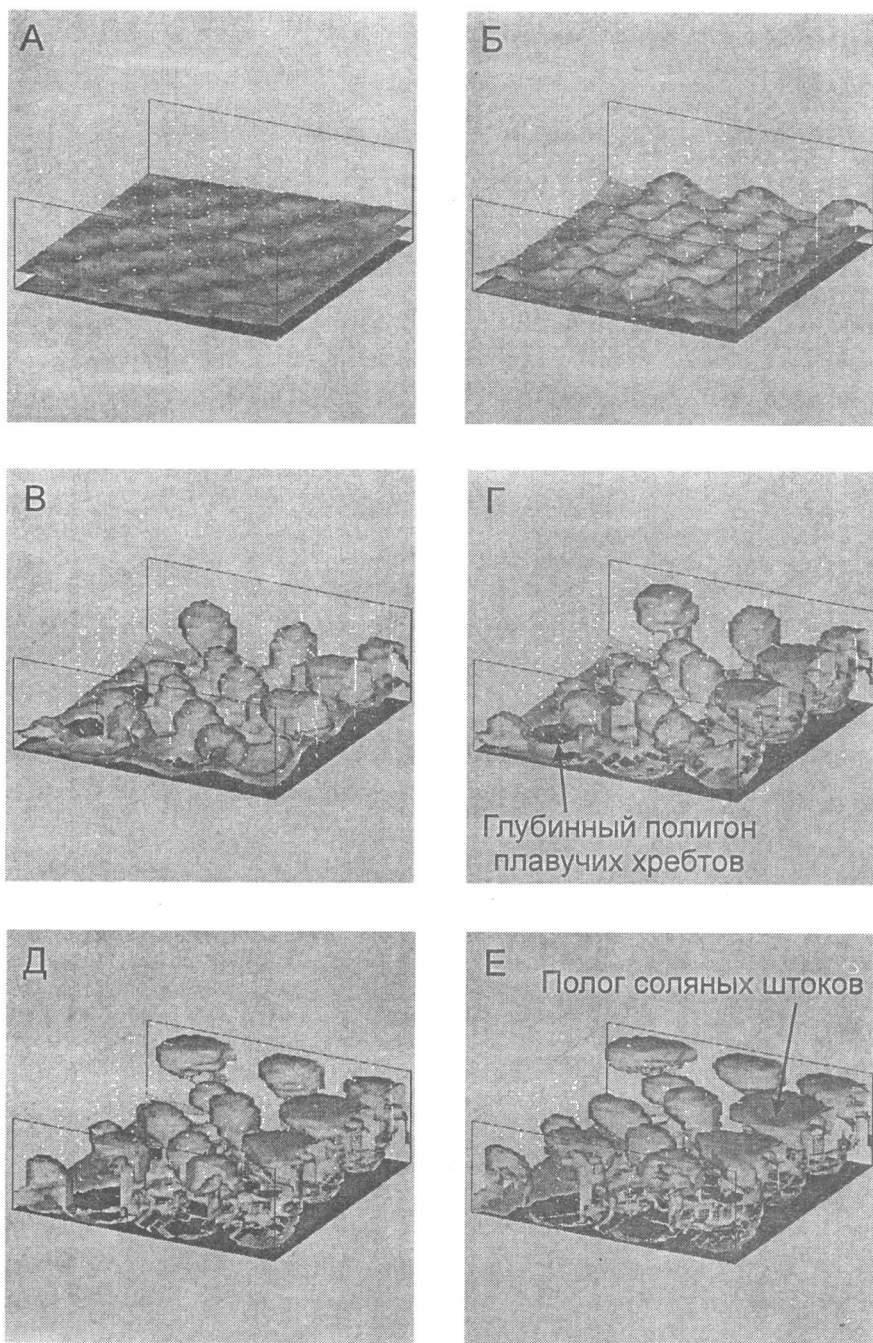 А
Б
В
Г
Глубинный полигон
плавучих хребтов
Д
Е
Полог соляных штоков